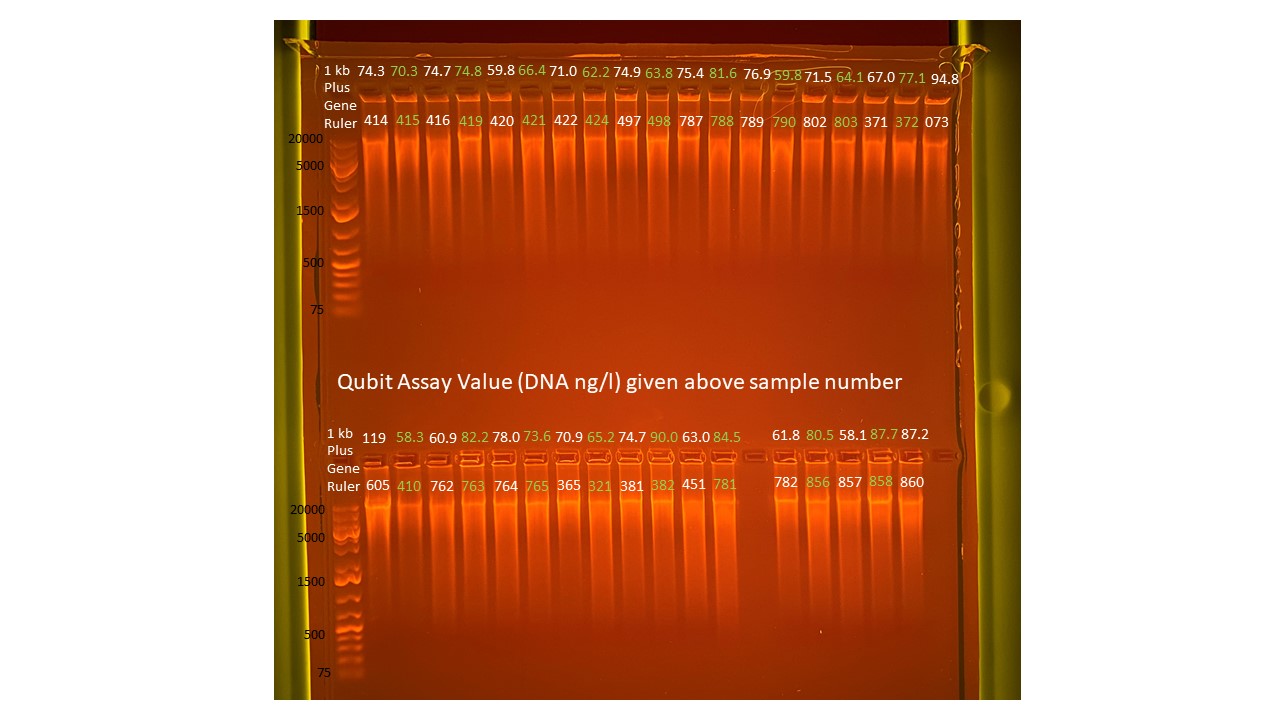 1 kb 74.3 70.3 74.7 74.8 59.8 66.4 71.0 62.2 74.9 63.8 75.4 81.6 76.9 59.8 71.5 64.1 67.0 77.1 94.8
Plus
Gene
Ruler 414 415 416 419 420 421 422 424 497 498 787 788 789 790 802 803 371 372 073
20000
5000
1500
500
75
Qubit Assay Value (DNA ng/l) given above sample number
1 kb 119 58.3 60.9 82.2 78.0 73.6 70.9 65.2 74.7 90.0 63.0 84.5 61.8 80.5 58.1 87.7 87.2
Plus
Gene
Ruler 605 410 762 763 764 765 365 321 381 382 451 781 782 856 857 858 860
20000
5000
1500
500
75